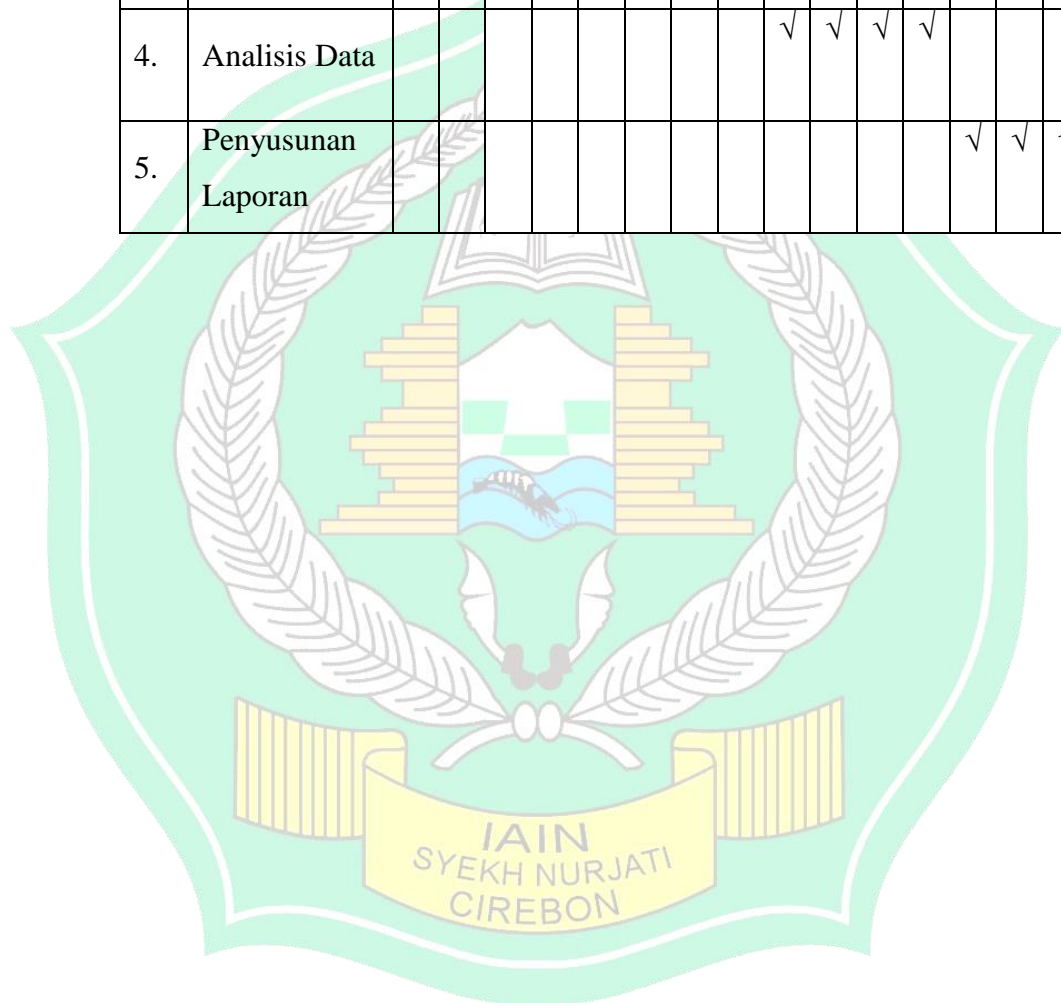 4. Analisis Data √ √ √ √
5. Penyusunan Laporan √ √
IAIN
SYEKH NURJATI
CIREBON